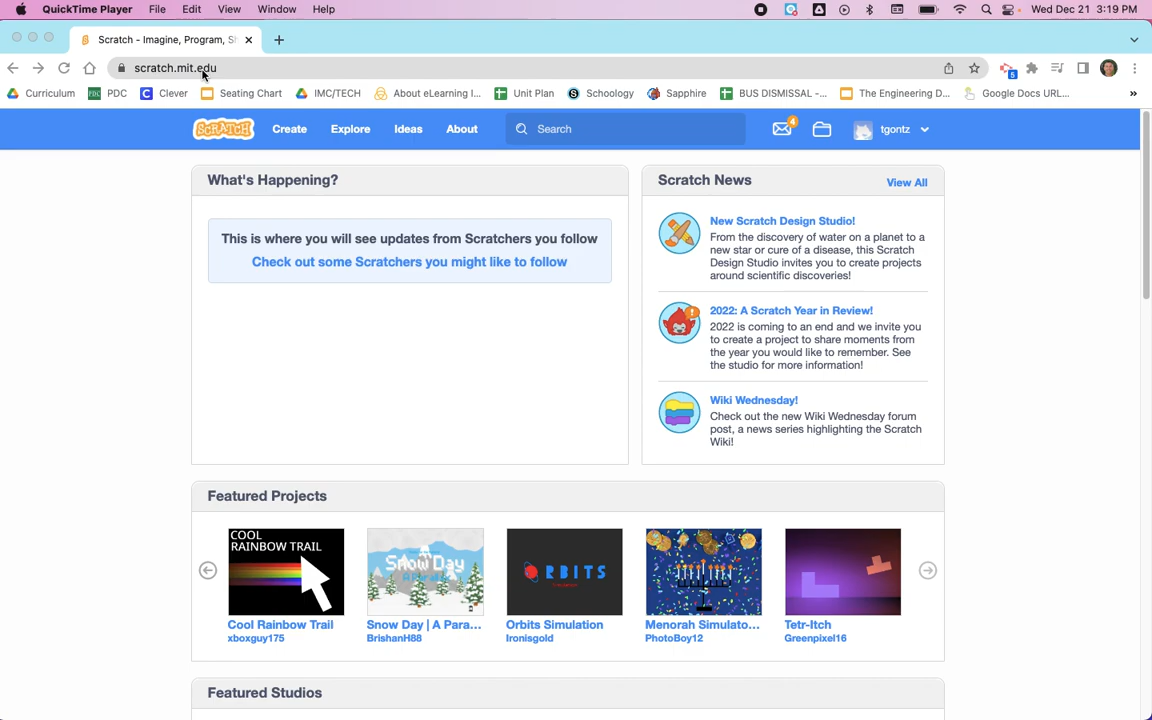 QuickTime Player File Edit View Window Help Wed Dec 21 3:19 PM
Scratch - Imagine, Program, S
scratch.mit.edu
5
Curriculum PDC PDC C Clever Seating Chart IMC/TECH About eLearning I... Unit Plan S Schoology Sapphire BUS DISMISSAL -... The Engineering D... Google Docs URL... »
SCRATCH Create Explore Ideas About Search 4 tgontz
What's Happening?
This is where you will see updates from Scratchers you follow
Check out some Scratchers you might like to follow
Scratch News View All
New Scratch Design Studio!
From the discovery of water on a planet to a
new star or cure of a disease, this Scratch
Design Studio invites you to create projects
around scientific discoveries!
2022: A Scratch Year in Review!
2022 is coming to an end and we invite you
to create a project to share moments from
the year you would like to remember. See
the studio for more information!
Wiki Wednesday!
Check out the new Wiki Wednesday forum
post, a news series highlighting the Scratch
Wiki!
Featured Projects
COOL
RAINBOW TRAIL
Snow Day
RBITS
Cool Rainbow Trail Snow Day | A Para... Orbits Simulation Menorah Simulato... Tetr-Itch
xboxguy175 BrishanH88 Ironisgold PhotoBoy12 Greenpixel16
Featured Studios